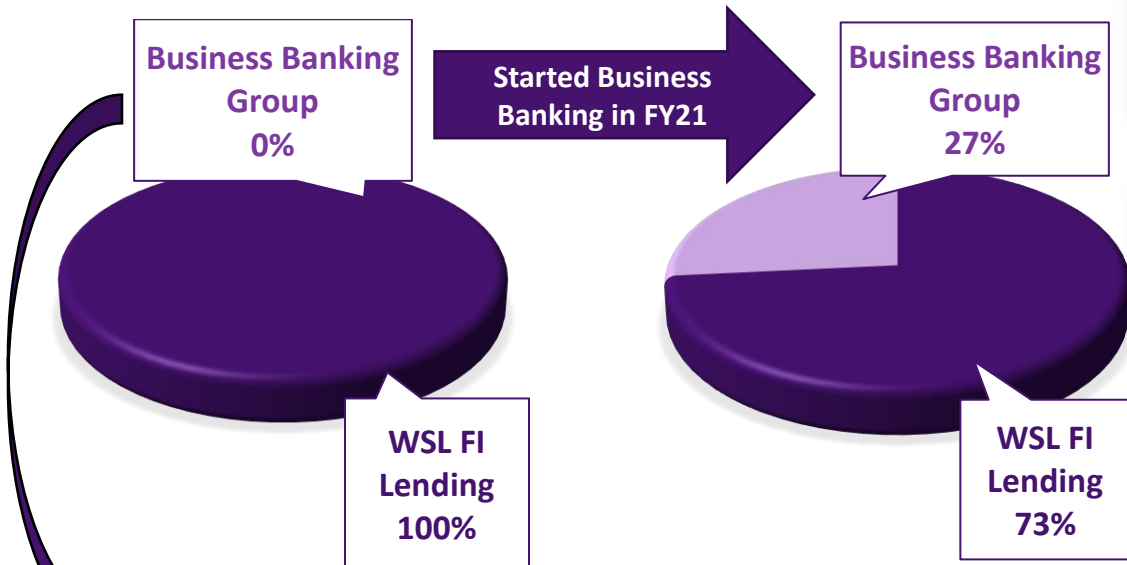 Business Banking
Group
0%
Started Business
Banking in FY21
Business Banking
Group
27%
WSL FI
Lending
100%
WSL FI
Lending
73%